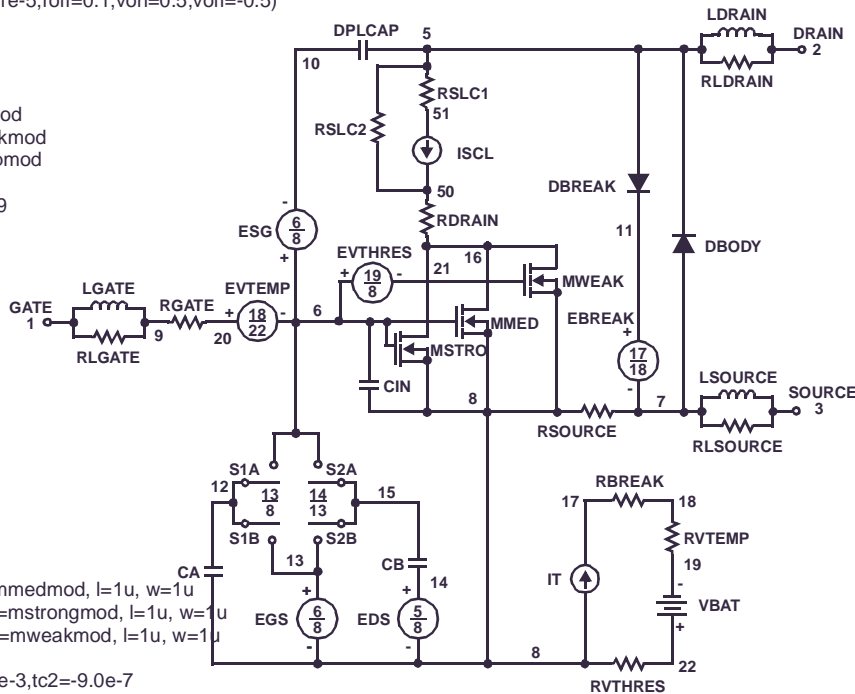 re-5,roff=0.1,von=0.5,voff=-0.5)
LDRAIN
DPLCAP
5
DRAIN
2
10
RLDRAIN
RSLC1
51
od
RSLC2
kmod
ISCL
omod
50
DBREAK
9
RDRAIN
ESG
6
8
11
DBODY
EVTHRES
16
21
19
8
MWEAK
LGATE
EVTEMP
GATE
1
RGATE
18
22
6
MMED
EBREAK
9
20
MSTRO
17
18
RLGATE
LSOURCE
CIN
SOURCE
3
8
7
RSOURCE
RLSOURCE
S1A
S2A
12
13
8
14
13
15
RBREAK
17
18
S1B
S2B
RVTEMP
13
CB
19
CA
14
IT
mmedmod, l=1u, w=1u
VBAT
=mstrongmod, l=1u, w=1u
EGS
6
8
EDS
5
8
=mweakmod, l=1u, w=1u
8
22
e-3,tc2=-9.0e-7
RVTHRES